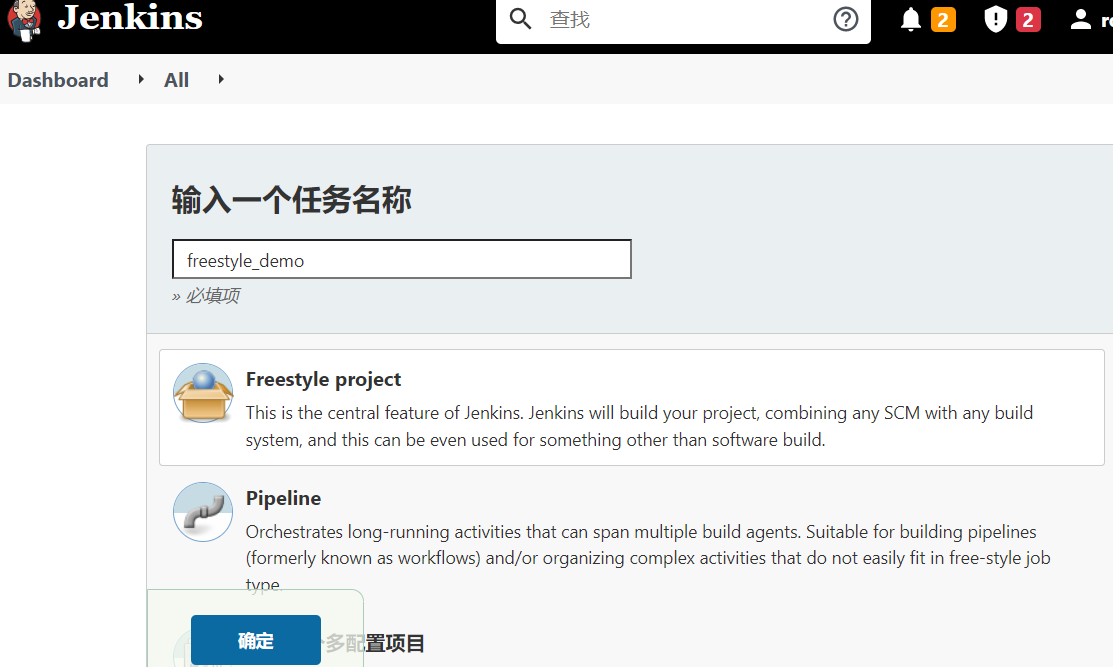 Jenkins
查找
2
2
Dashboard
All
输入一个任务名称
freestyle_demo
» 必填项
Freestyle project
This is the central feature of Jenkins. Jenkins will build your project, combining any SCM with any build
system, and this can be even used for something other than software build.
Pipeline
Orchestrates long-running activities that can span multiple build agents. Suitable for building pipelines
(formerly known as workflows) and/or organizing complex activities that do not easily fit in free-style job
type.
多配置项目
确定